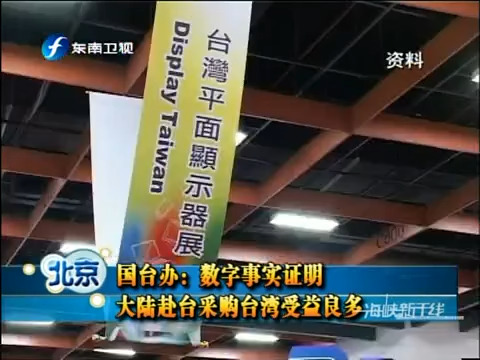 东南卫视
资料
台灣平面顯示器展
Display Taiwan
北京
国台办：数字事实证明
大陆赴台采购台湾受益良多
海峡新干线